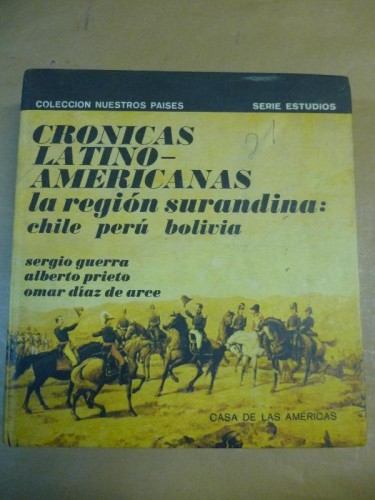 COLECCION NUESTROS PAISES SERIE ESTUDIOS
CRONICAS
LATINO-
AMERICANAS
la región surandina:
chile perú bolivia
sergio guerra
alberto prieto
omar díaz de arce
CASA DE LAS AMÉRICAS